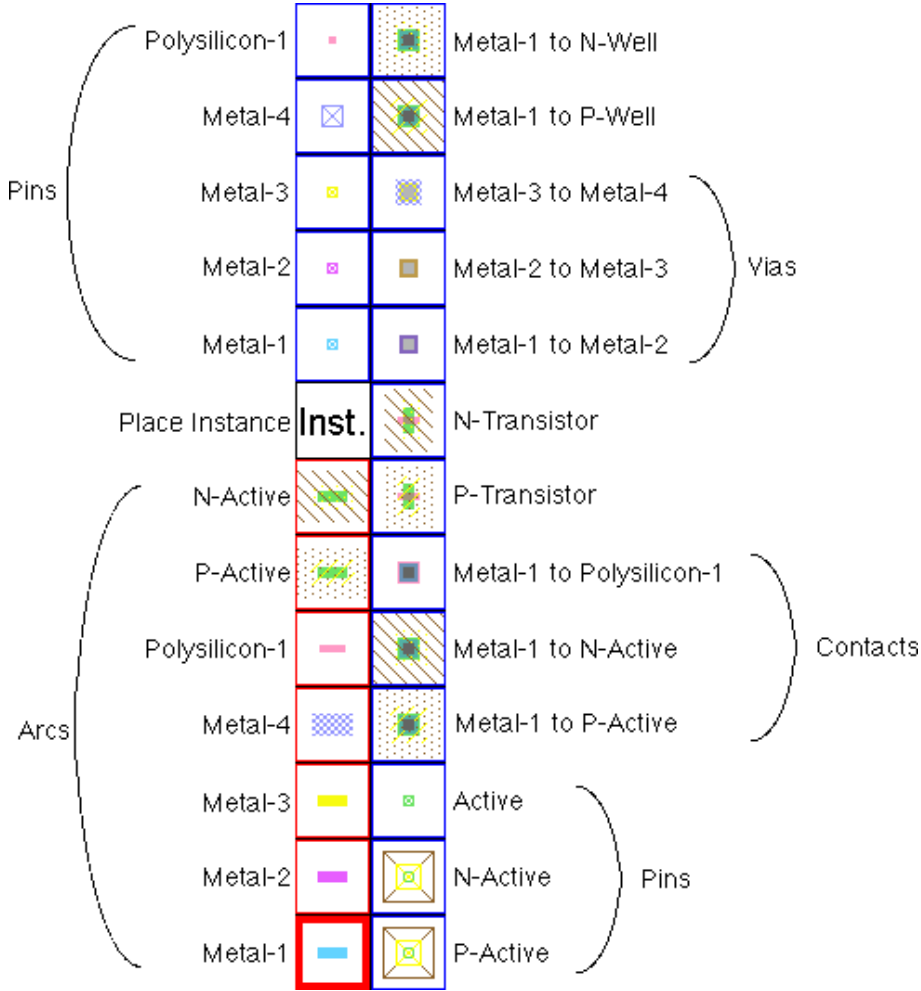 Polysilicon-1 Metal-1 to N-Well
Metal-4 Metal-1 to P-Well
Pins Metal-3 Metal-3 to Metal-4
Metal-2 Metal-2 to Metal-3 Vias
Metal-1 Metal-1 to Metal-2
Place Instance Inst. N-Transistor
N-Active P-Transistor
P-Active Metal-1 to Polysilicon-1
Polysilicon-1 Metal-1 to N-Active Contacts
Arcs Metal-4 Metal-1 to P-Active
Metal-3 Active
Metal-2 N-Active Pins
Metal-1 P-Active